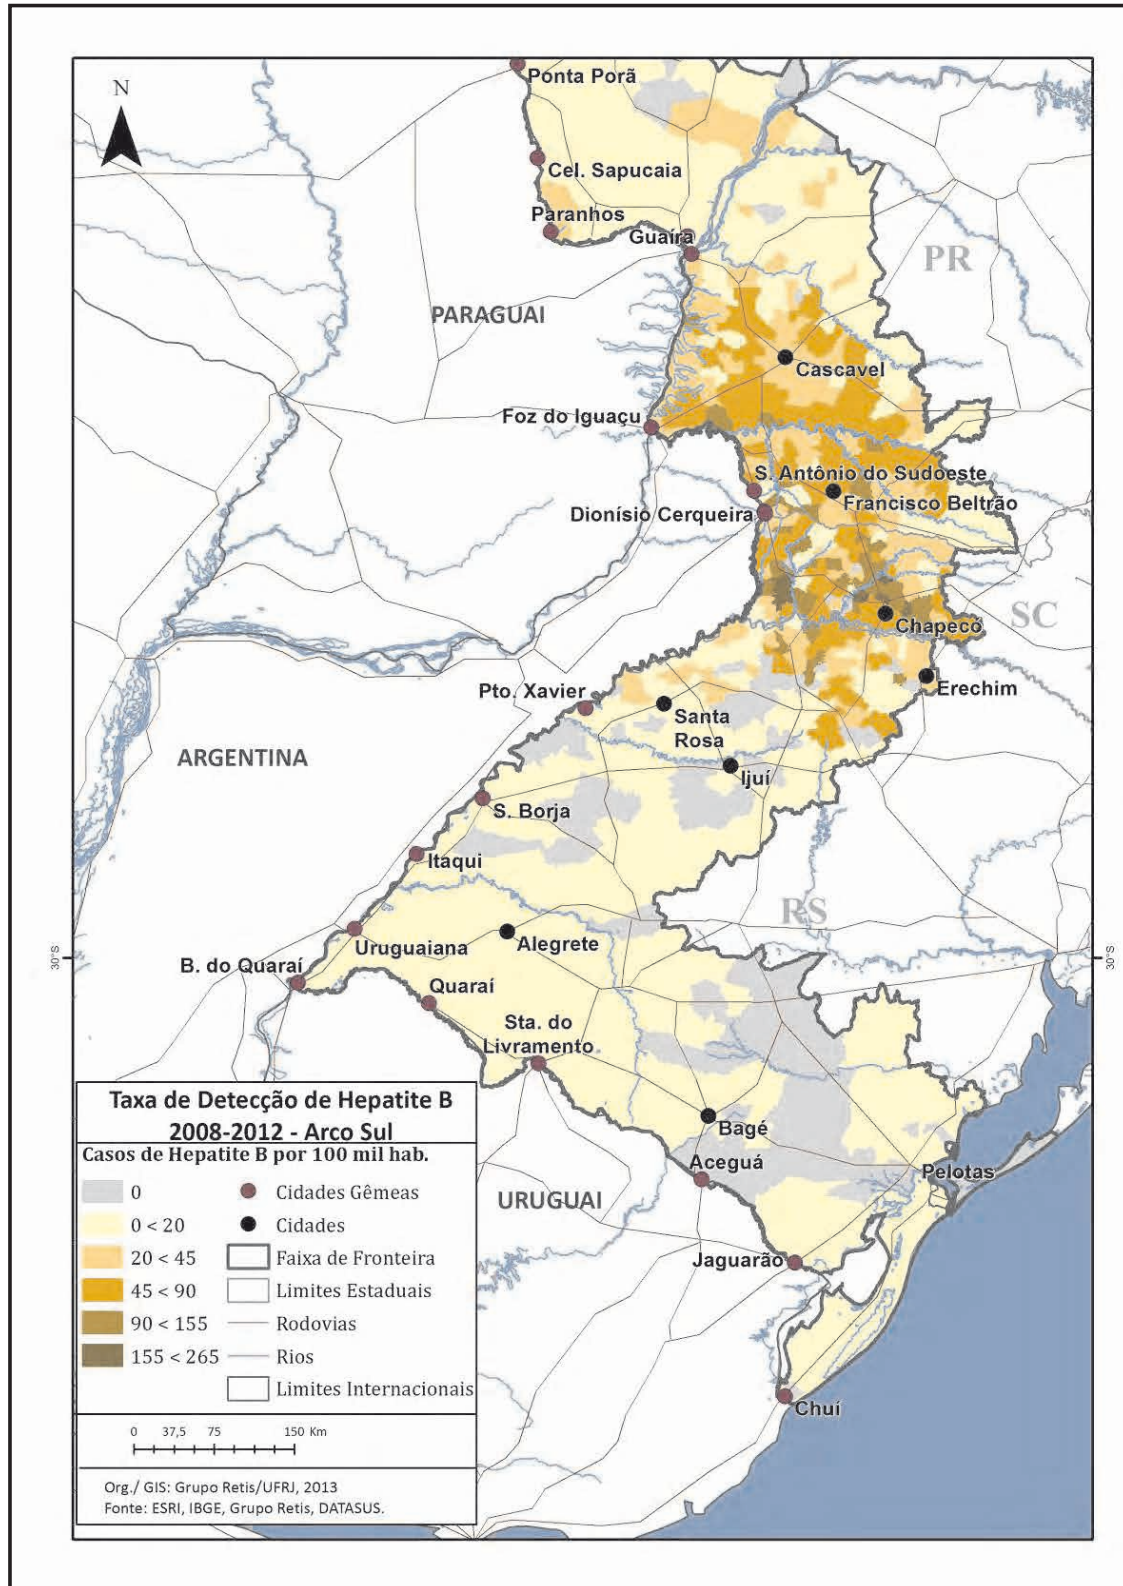 N
Ponta Porã
Cel. Sapucaia
Paranhos
Guaíra
PR
PARAGUAI
Cascavel
Foz do Iguaçu
S. Antônio do Sudoeste
Francisco Beltrão
Dionísio Cerqueira
SC
Chapecó
Erechim
Pto. Xavier
Santa
Rosa
ARGENTINA
Ijuí
S. Borja
Itaqui
RS
Uruguaiana
Alegrete
30°S
30°S
B. do Quaraí
Quaraí
Sta. do
Livramento
Bagé
Aceguá
Pelotas
URUGUAI
Jaguarão
Chuí
Taxa de Detecção de Hepatite B
2008-2012 - Arco Sul
Casos de Hepatite B por 100 mil hab.
0
Cidades Gêmeas
0 < 20
Cidades
20 < 45
Faixa de Fronteira
45 < 90
Limites Estaduais
90 < 155
Rodovias
155 < 265
Rios
Limites Internacionais
0 37,5 75 150 Km
Org./ GIS: Grupo Retis/UFRJ, 2013
Fonte: ESRI, IBGE, Grupo Retis, DATASUS.